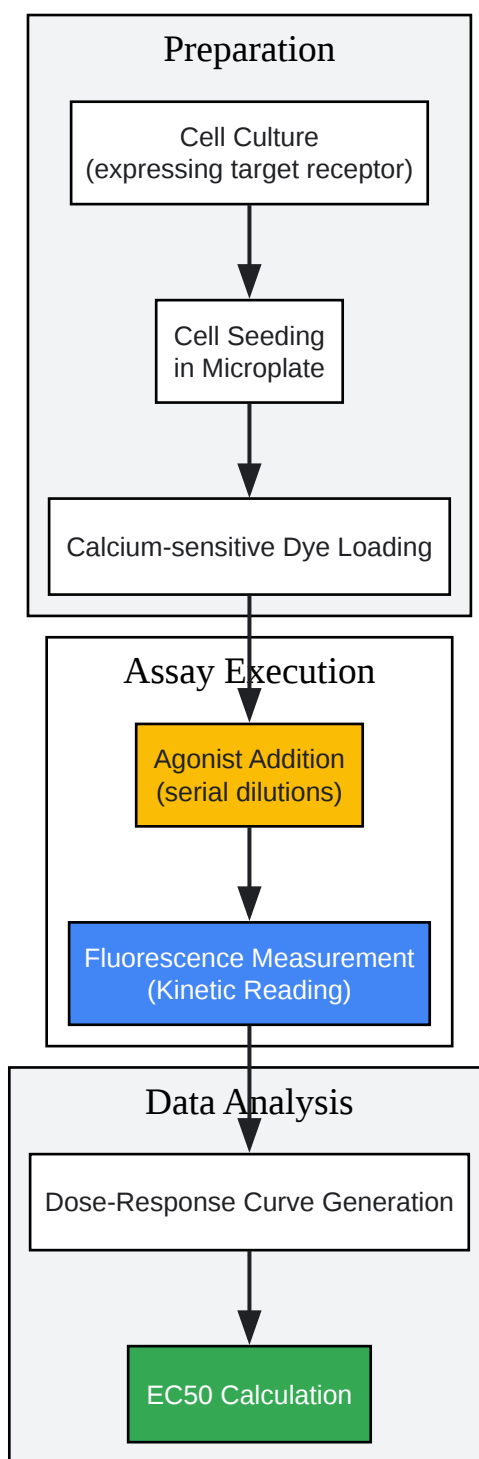 Preparation
Cell Culture
(expressing target receptor)
Cell Seeding
in Microplate
Calcium-sensitive Dye Loading
Assay Execution
Agonist Addition
(serial dilutions)
Fluorescence Measurement
(Kinetic Reading)
Data Analysis
Dose-Response Curve Generation
EC50 Calculation